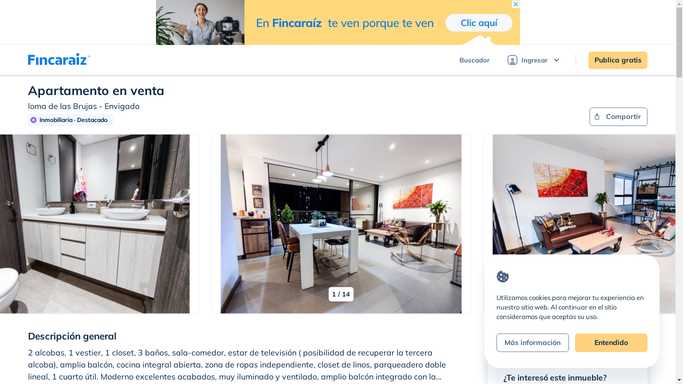 En Fincaraíz te ven porque te ven
Clic aquí
Fincaraíz
Buscador
Ingresar
Publica gratis
Apartamento en venta
loma de las Brujas - Envigado
Inmobiliaria · Destacado
Compartir
1 / 14
Utilizamos cookies para mejorar tu experiencia en
nuestro sitio web. Al continuar en el sitio
consideramos que aceptas su uso.
Más información
Entendido
Descripción general
2 alcobas, 1 vestier, 1 closet, 3 baños, sala-comedor, estar de televisión ( posibilidad de recuperar la tercera
alcoba), amplio balcón, cocina integral abierta, zona de ropas independiente, closet de linos, parqueadero doble
lineal, 1 cuarto útil. Moderno excelentes acabados, muy iluminado y ventilado, amplio balcón integrado con la...
¿Te interesó este inmueble?